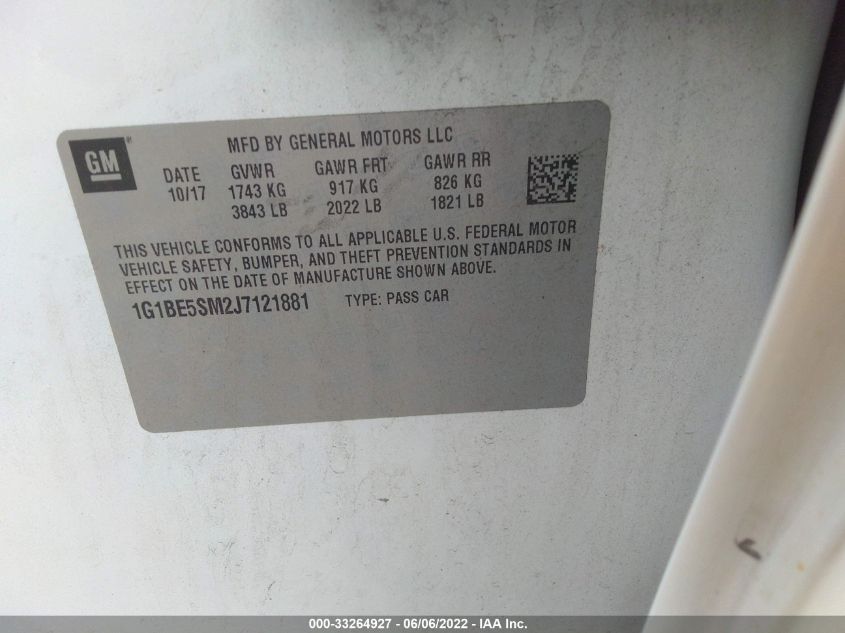 GM
MFD BY GENERAL MOTORS LLC
DATE GVWR GAWR FRT GAWR RR
10/17 1743 KG 917 KG 826 KG
3843 LB 2022 LB 1821 LB
THIS VEHICLE CONFORMS TO ALL APPLICABLE U.S. FEDERAL MOTOR
VEHICLE SAFETY, BUMPER, AND THEFT PREVENTION STANDARDS IN
EFFECT ON THE DATE OF MANUFACTURE SHOWN ABOVE.
1G1BE5SM2J7121881 TYPE: PASS CAR
000-33264927 - 06/06/2022 - IAA Inc.